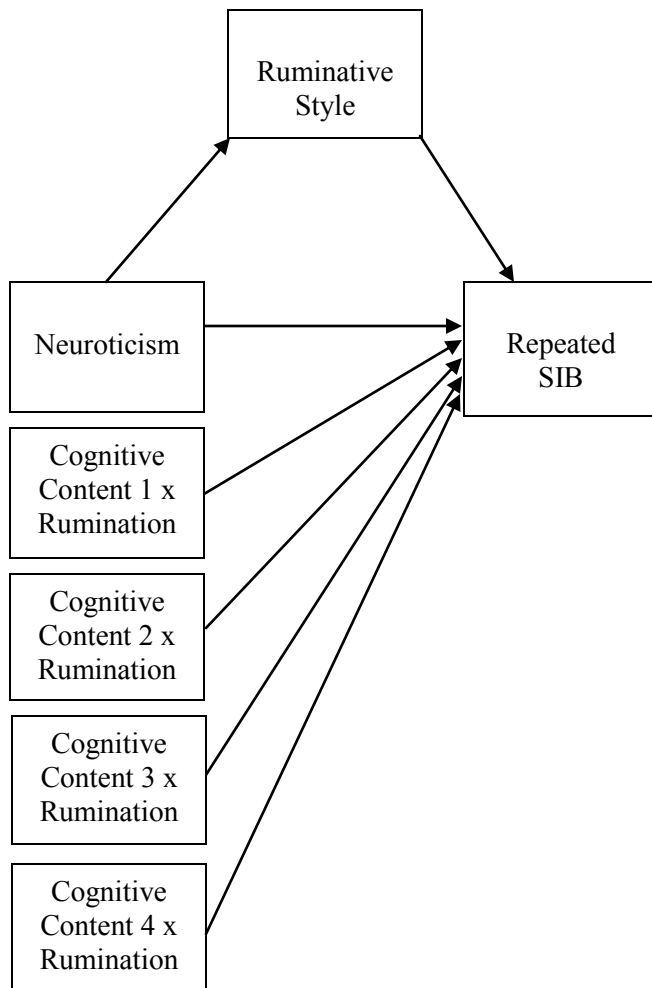 Ruminative
Style
Neuroticism
Repeated
SIB
Cognitive
Content 1 x
Rumination
Cognitive
Content 2 x
Rumination
Cognitive
Content 3 x
Rumination
Cognitive
Content 4 x
Rumination